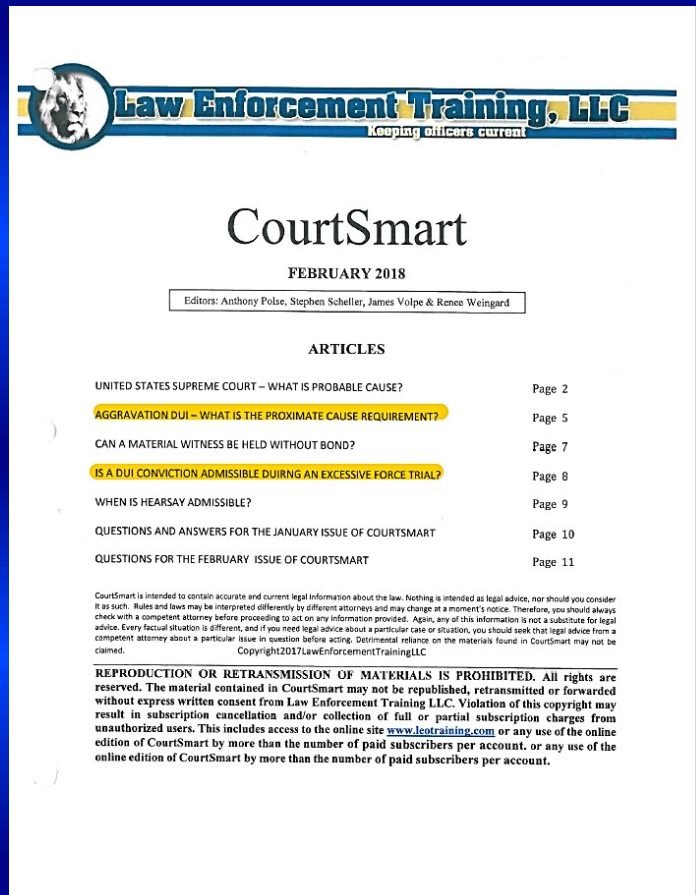 Law Enforcement Training, LLC
Keeping officers current
CourtSmart
FEBRUARY 2018
Editors: Anthony Polse, Stephen Scheller, James Volpe & Renee Weingard
ARTICLES
UNITED STATES SUPREME COURT – WHAT IS PROBABLE CAUSE? Page 2
AGGRAVATION DUI – WHAT IS THE PROXIMATE CAUSE REQUIREMENT? Page 5
CAN A MATERIAL WITNESS BE HELD WITHOUT BOND? Page 7
IS A DUI CONVICTION ADMISSIBLE DUIRNG AN EXCESSIVE FORCE TRIAL? Page 8
WHEN IS HEARSAY ADMISSIBLE? Page 9
QUESTIONS AND ANSWERS FOR THE JANUARY ISSUE OF COURTSMART Page 10
QUESTIONS FOR THE FEBRUARY ISSUE OF COURTSMART Page 11
CourtSmart is intended to contain accurate and current legal information about the law. Nothing is intended as legal advice, nor should you consider
it as such. Rules and laws may be interpreted differently by different attorneys and may change at a moment's notice. Therefore, you should always
check with a competent attorney before proceeding to act on any information provided. Again, any of this information is not a substitute for legal
advice. Every factual situation is different, and if you need legal advice about a particular case or situation, you should seek that legal advice from a
competent attorney about a particular issue in question before acting. Detrimental reliance on the materials found in CourtSmart may not be
claimed. Copyright2017LawEnforcementTrainingLLC
REPRODUCTION OR RETRANSMISSION OF MATERIALS IS PROHIBITED. All rights are
reserved. The material contained in CourtSmart may not be republished, retransmitted or forwarded
without express written consent from Law Enforcement Training LLC. Violation of this copyright may
result in subscription cancellation and/or collection of full or partial subscription charges from
unauthorized users. This includes access to the online site www.leotraining.com or any use of the online
edition of CourtSmart by more than the number of paid subscribers per account. or any use of the
online edition of CourtSmart by more than the number of paid subscribers per account.